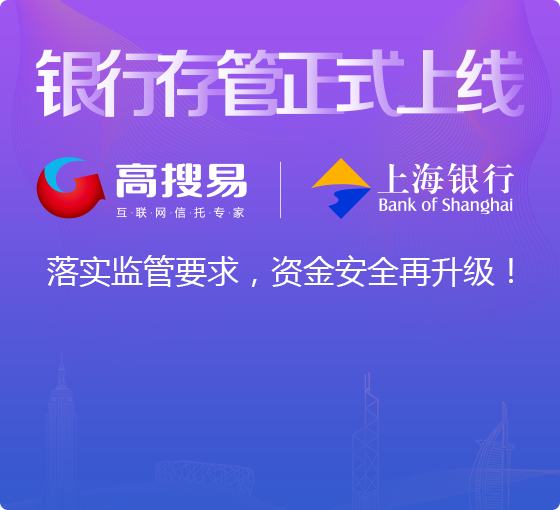 银行存管正式上线
高搜易
互·联·网·信·托·专·家
上海银行
Bank of Shanghai
落实监管要求，资金安全再升级！